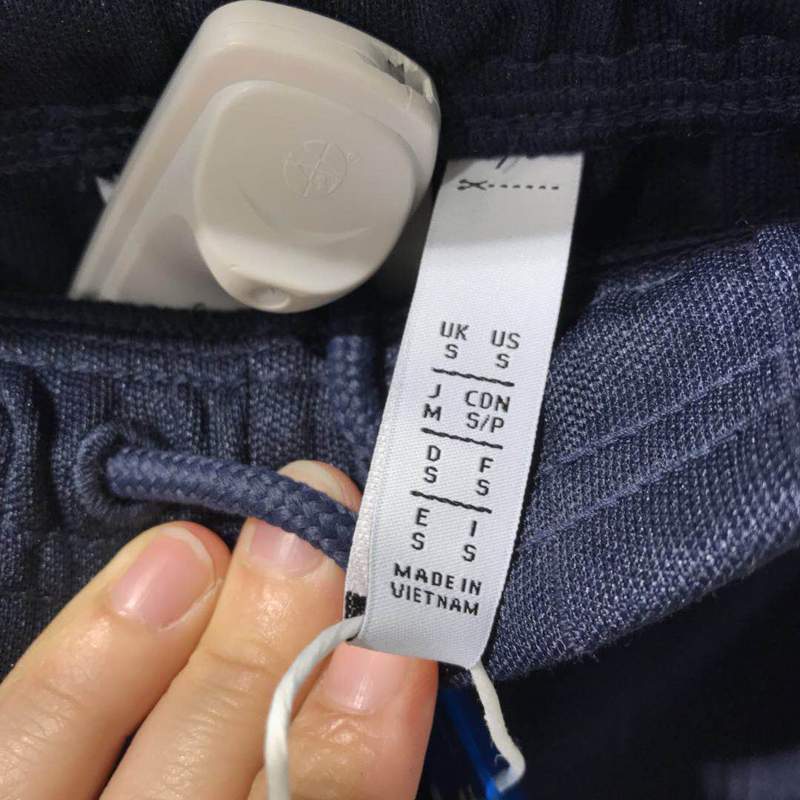 UK US
S S
J CDN
M S/P
D F
S S
E I
S S
MADE IN
VIETNAM